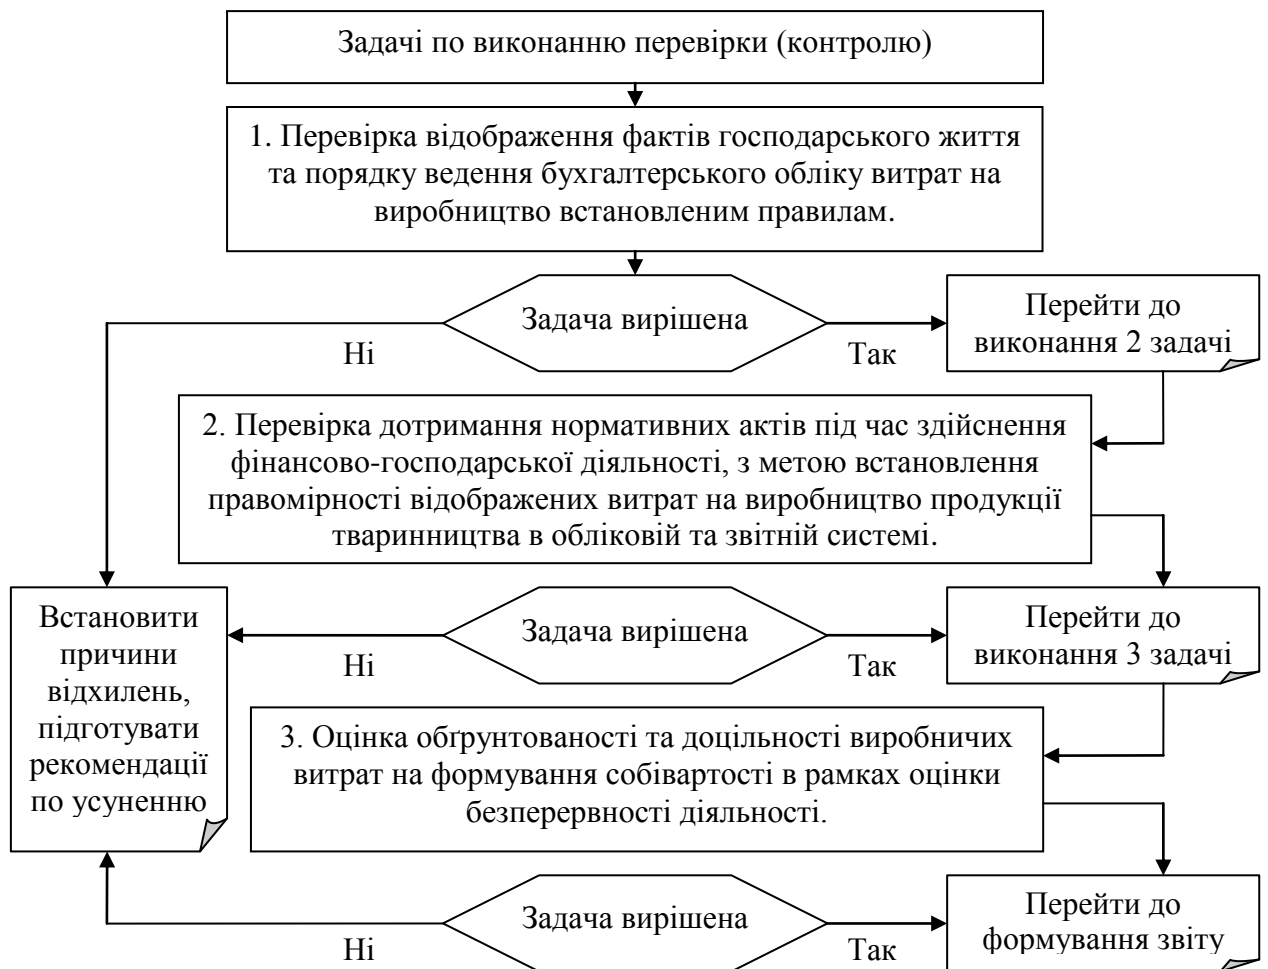 Задачі по виконанню перевірки (контролю)
1. Перевірка відображення фактів господарського життя
та порядку ведення бухгалтерського обліку витрат на
виробництво встановленим правилам.
Задача вирішена
Ні
Так
Перейти до
виконання 2 задачі
2. Перевірка дотримання нормативних актів під час здійснення
фінансово-господарської діяльності, з метою встановлення
правомірності відображених витрат на виробництво продукції
тваринництва в обліковій та звітній системі.
Встановити
причини
відхилень,
підготувати
рекомендації
по усуненню
Задача вирішена
Ні
Так
Перейти до
виконання 3 задачі
3. Оцінка обґрунтованості та доцільності виробничих
витрат на формування собівартості в рамках оцінки
безперервності діяльності.
Задача вирішена
Ні
Так
Перейти до
формування звіту